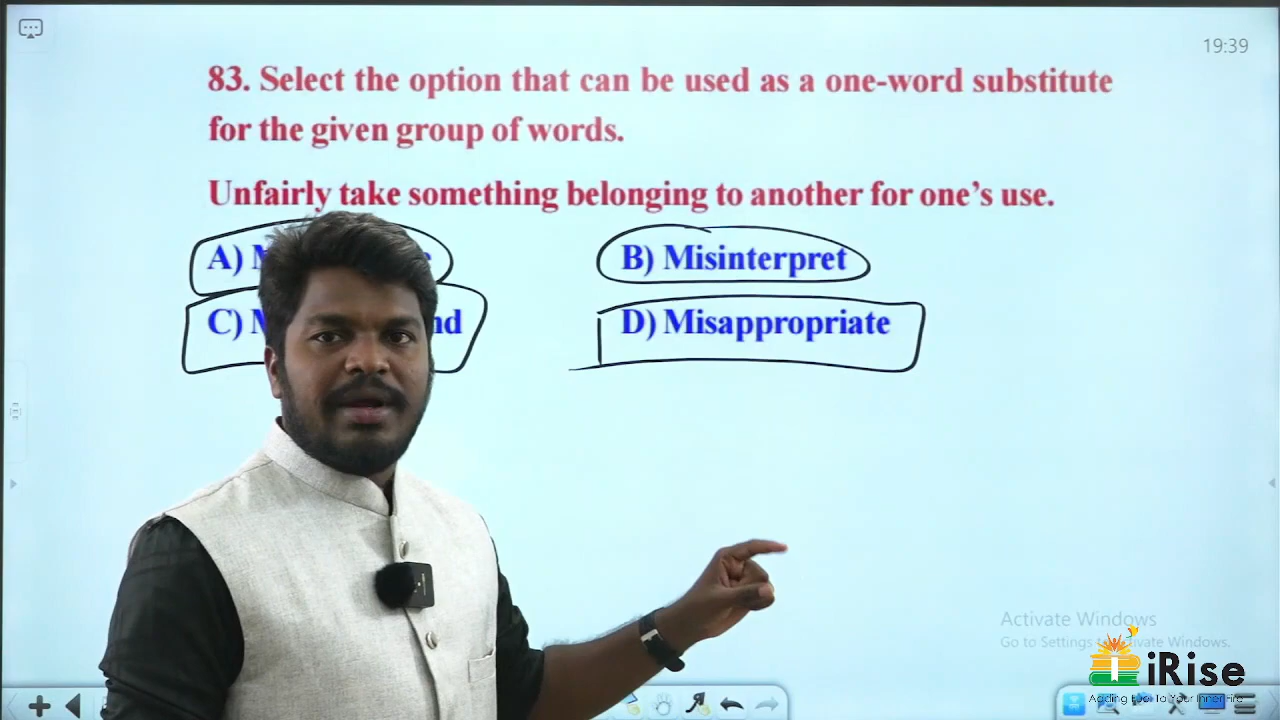 19:39
83. Select the option that can be used as a one-word substitute
for the given group of words.
Unfairly take something belonging to another for one’s use.
A) B) Misinterpret
C) D) Misappropriate
Activate Windows
Go to Settings to Activate Windows.
iRise